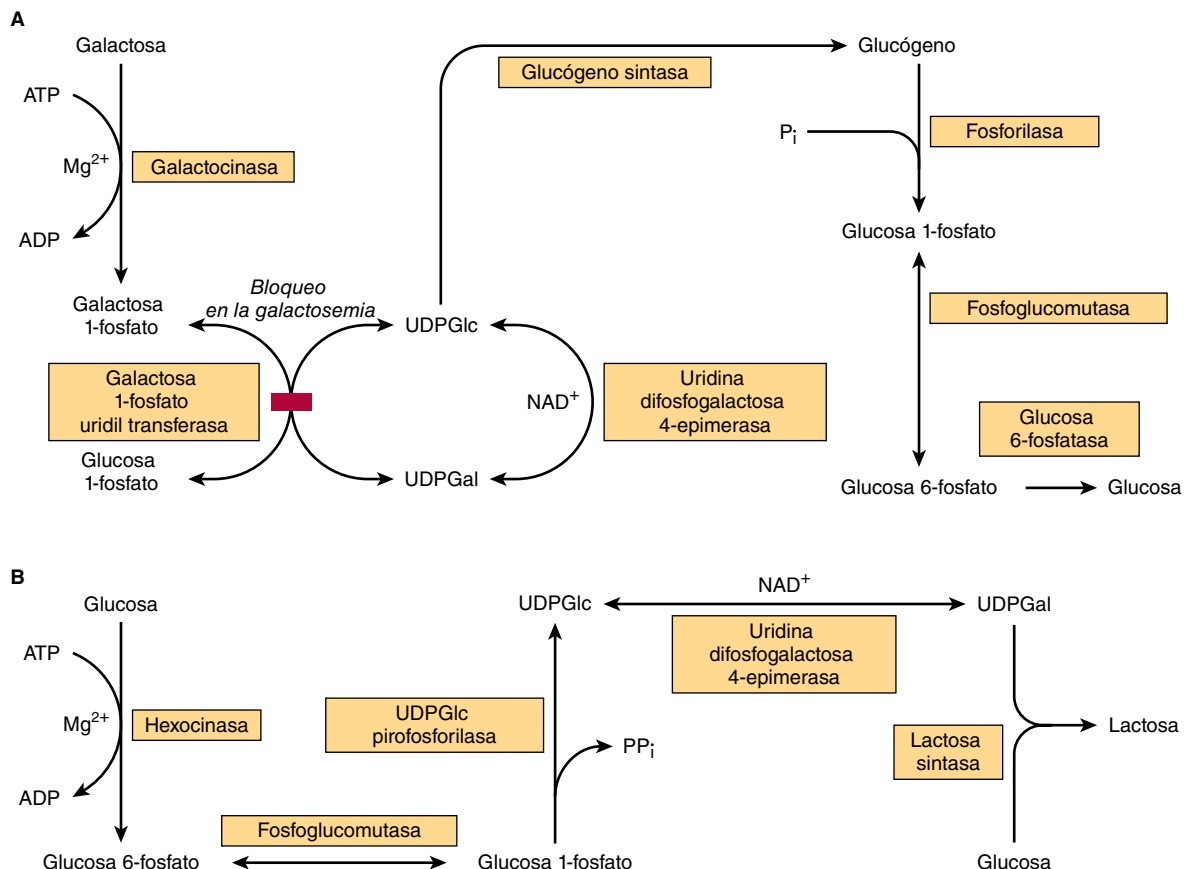 A
Galactosa
ATP
Mg2+
ADP
Galactocinasa
Galactosa
1-fosfato
Bloqueo
en la galactosemia
Galactosa
1-fosfato
uridil transferasa
Glucosa
1-fosfato
UDPGlc
NAD+
UDPGal
Uridina
difosfogalactosa
4-epimerasa
Glucógeno sintasa
Glucógeno
Pi
Fosforilasa
Glucosa 1-fosfato
Fosfoglucomutasa
Glucosa
6-fosfatasa
Glucosa 6-fosfato
Glucosa
B
Glucosa
ATP
Mg2+
ADP
Hexocinasa
Glucosa 6-fosfato
Fosfoglucomutasa
Glucosa 1-fosfato
UDPGlc
pirofosforilasa
PPi
UDPGlc
NAD+
Uridina
difosfogalactosa
4-epimerasa
UDPGal
Lactosa
sintasa
Lactosa
Glucosa